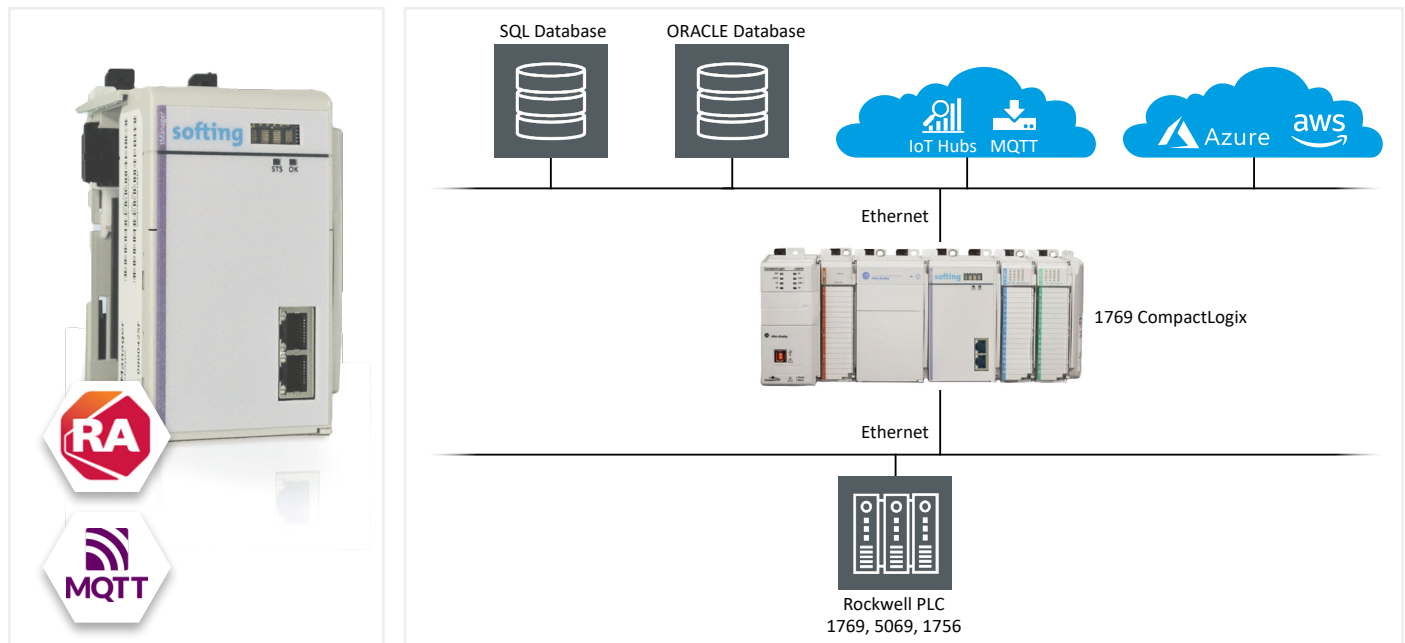 tManager
softing
STS OK
RA
MQTT
SQL Database
ORACLE Database
IoT Hubs
MQTT
Azure
aws
Ethernet
softing
1769 CompactLogix
Ethernet
Rockwell PLC
1769, 5069, 1756